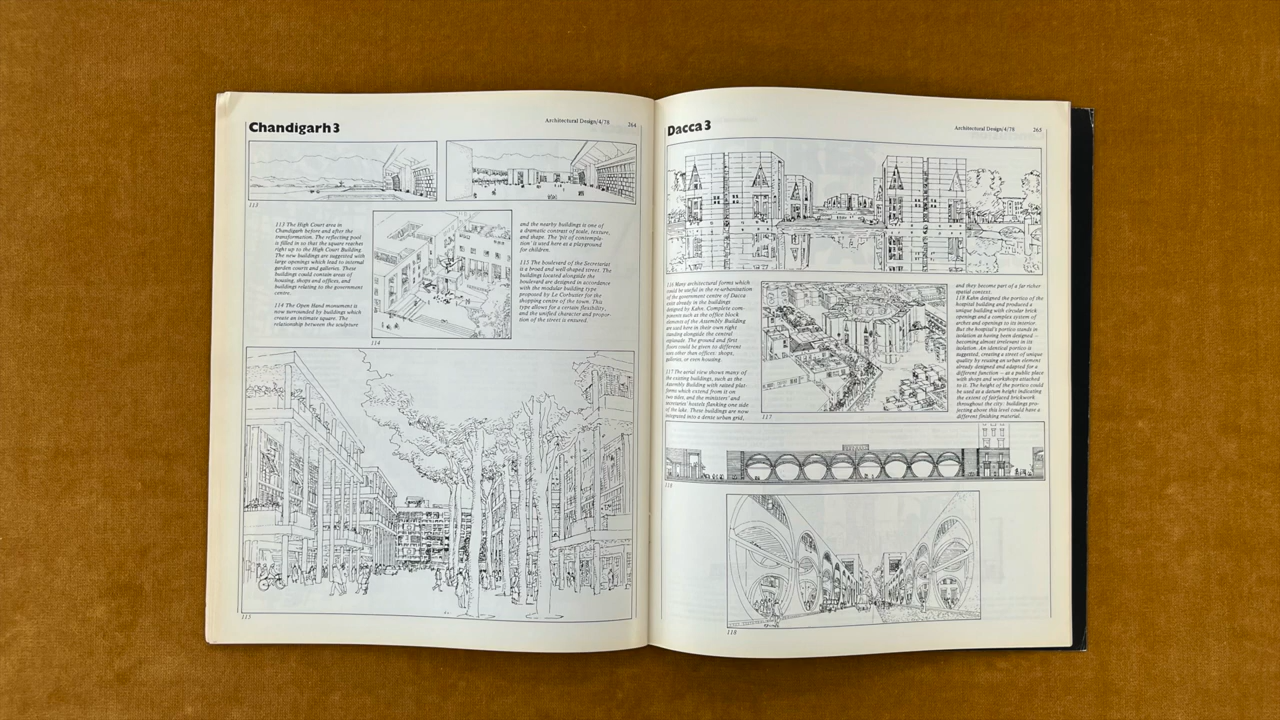 Chandigarh 3
Architectural Design/4/78 264
113
113 The High Court area in
Chandigarh before and after the
transformation. The reflecting pool
is filled in so that the square reaches
right up to the High Court Building.
The new buildings are suggested with
large openings which lead to internal
garden courts and galleries. These
buildings could contain areas of
housing, shops and offices, and
buildings relating to the government
centre.
114 The Open Hand monument is
now surrounded by buildings which
create an intimate square. The
relationship between the sculpture
and the nearby buildings is one of
a dramatic contrast of scale, texture,
and shape. The 'pit of contempla-
tion' is used here as a playground
for children.
115 The boulevard of the Secretariat
is a broad and well shaped street. The
buildings located alongside the
boulevard are designed in accordance
with the modular building type
proposed by Le Corbusier for the
shopping centre of the town. This
type allows for a certain flexibility,
and the unified character and propor-
tion of the street is ensured.
114
115
Dacca 3
Architectural Design/4/78 265
116 Many architectural forms which
could be useful in the re-urbanisation
of the government centre of Dacca
exist already in the buildings
designed by Kahn. Complete com-
ponents such as the office block
elements of the Assembly Building
are used here in their own right
standing alongside the central
esplanade. The ground and first
floors could be given to different
uses other than offices: shops,
galleries, or even housing.
117 The aerial view shows many of
the existing buildings, such as the
Assembly Building with raised plat-
forms which extend from it on
two sides, and the ministers' and
secretaries' hostels flanking one side
of the lake. These buildings are now
integrated into a dense urban grid,
and they become part of a far richer
spatial context.
118 Kahn designed the portico of the
hospital building and produced a
unique building with circular brick
openings and a complex system of
arches and openings to its interior.
But the hospital's portico stands in
isolation as having been designed –
becoming almost irrelevant in its
isolation. An identical portico is
suggested, creating a street of unique
quality by reusing an urban element
already designed and adapted for a
different function – as a public place
with shops and workshops attached
to it. The height of the portico could
be used as a datum height indicating
the extent of fairfaced brickwork
throughout the city: buildings pro-
jecting above this level could have a
different finishing material.
117
118